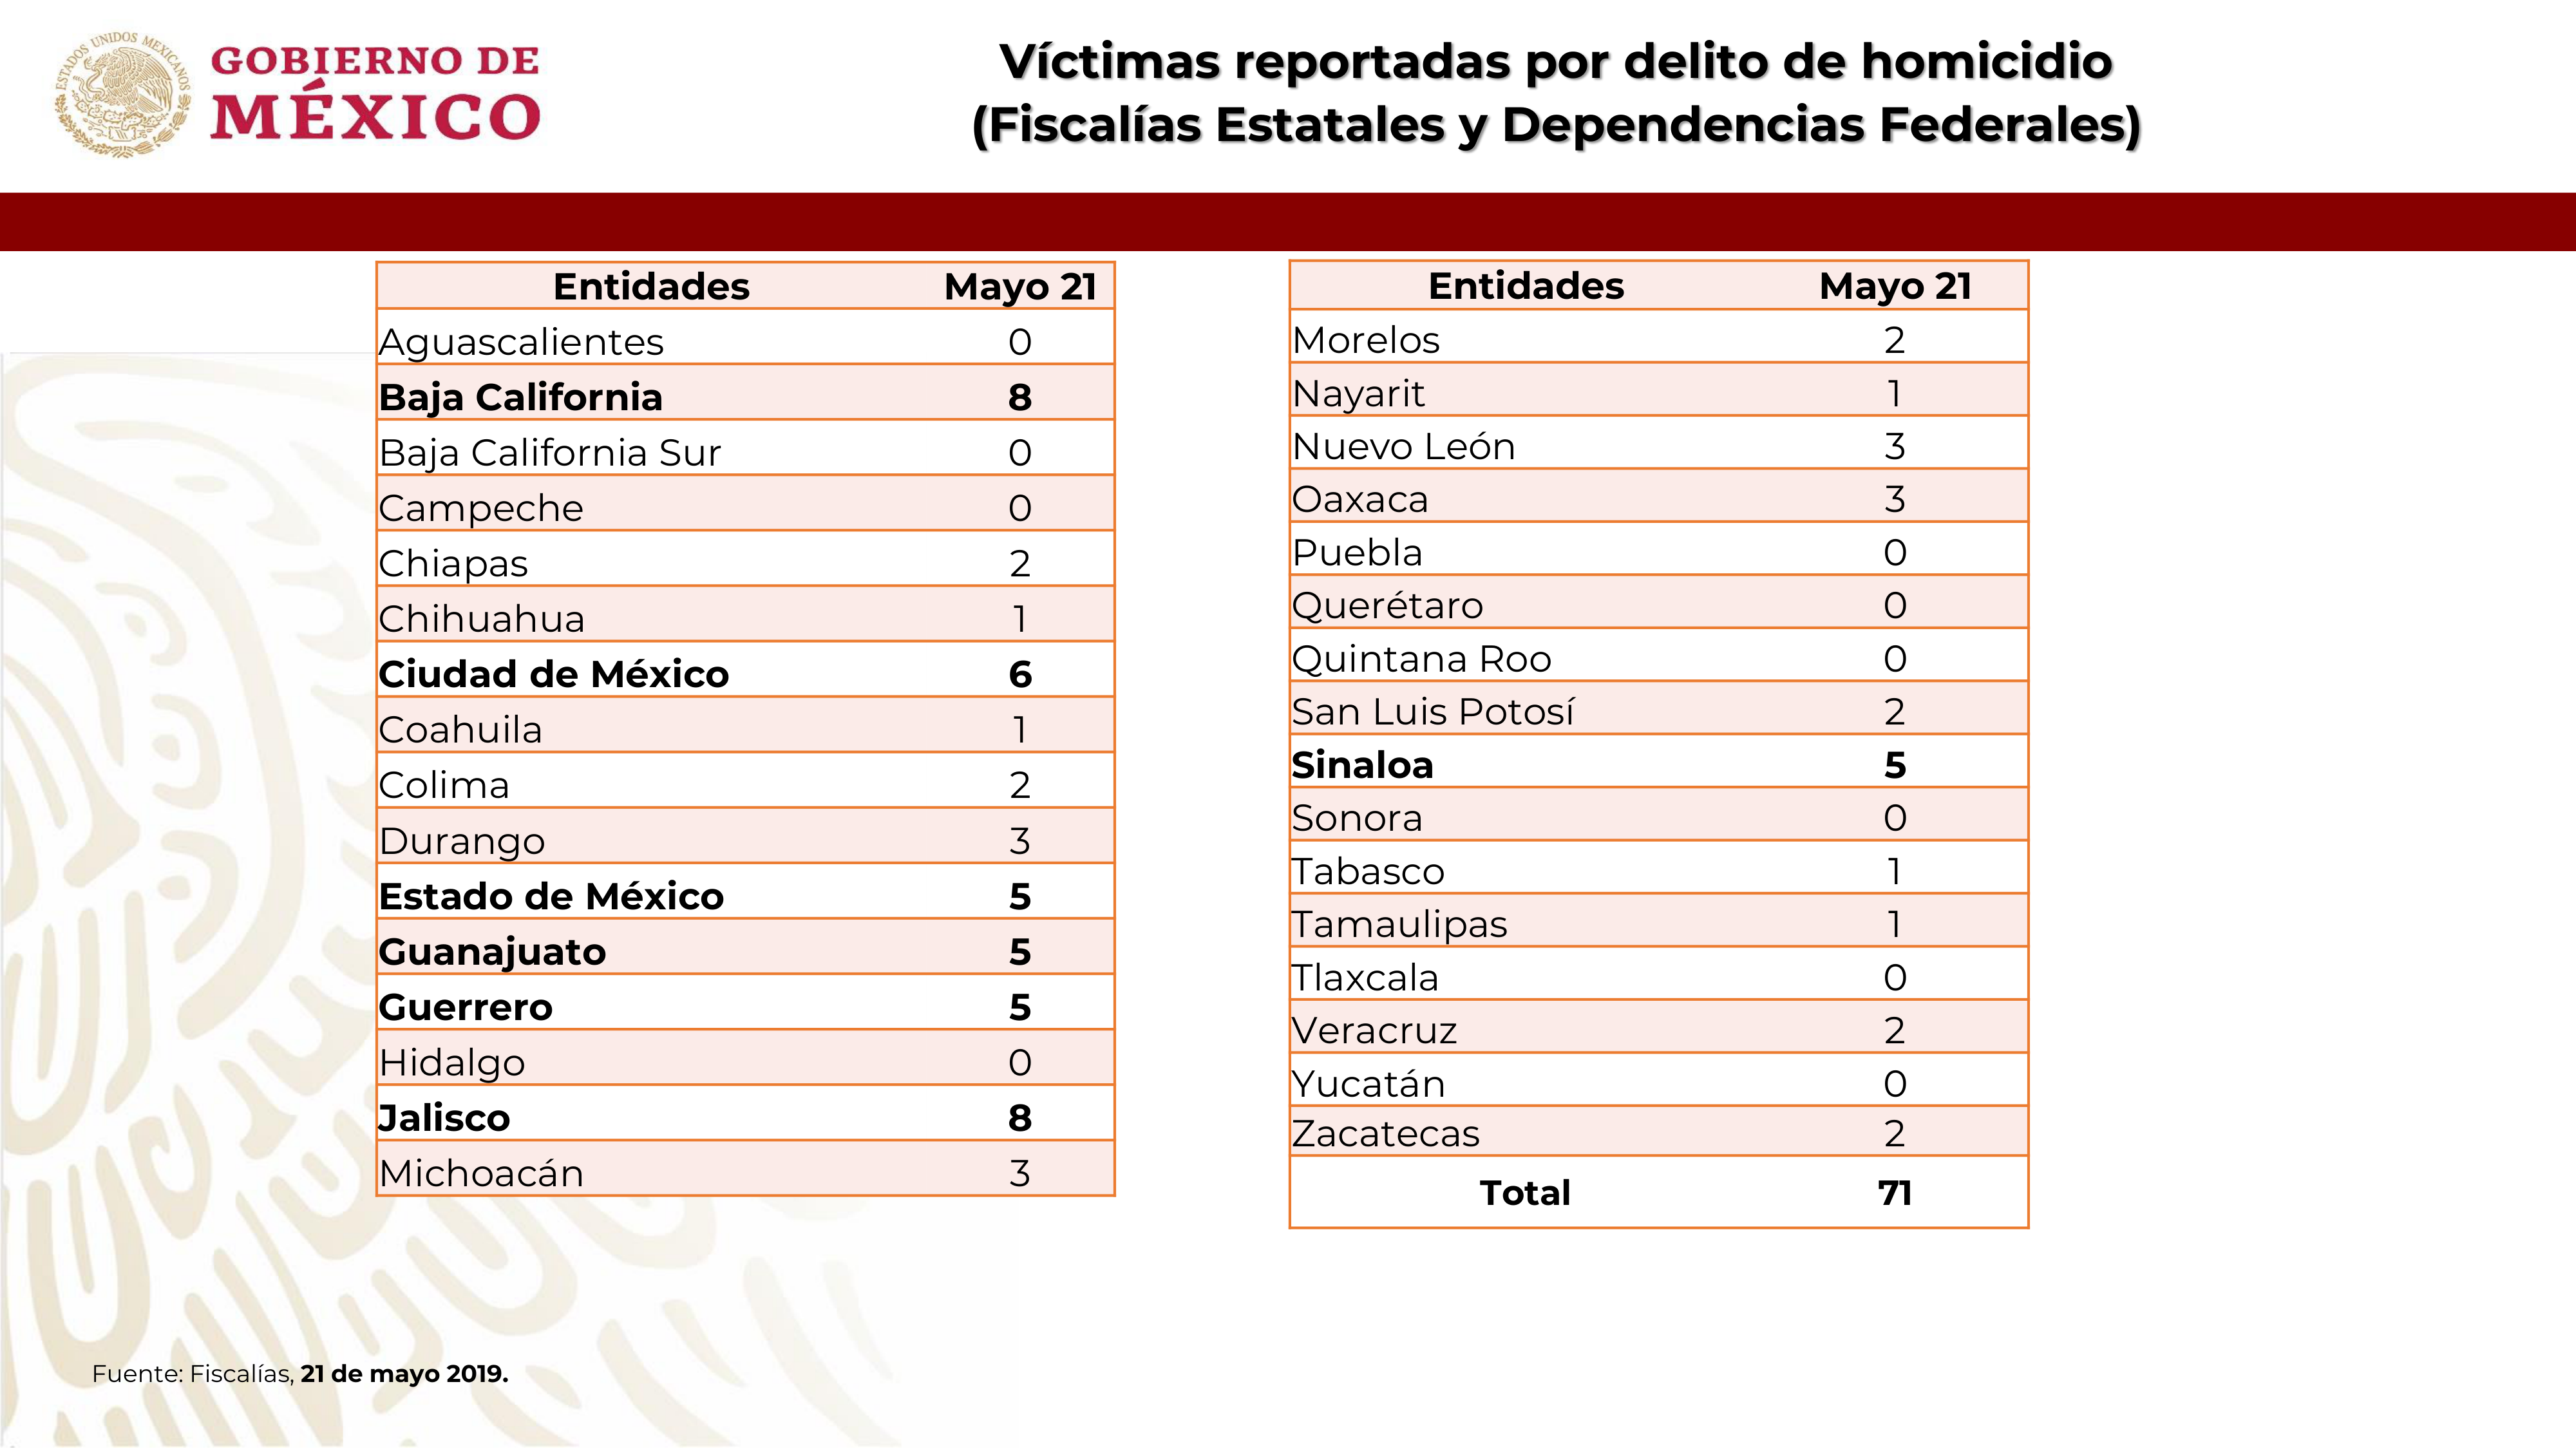 ESTADOS UNIDOS MEXICANOS
GOBIERNO DE
MÉXICO
Víctimas reportadas por delito de homicidio
(Fiscalías Estatales y Dependencias Federales)
Entidades Mayo 21
Aguascalientes 0
Baja California 8
Baja California Sur 0
Campeche 0
Chiapas 2
Chihuahua 1
Ciudad de México 6
Coahuila 1
Colima 2
Durango 3
Estado de México 5
Guanajuato 5
Guerrero 5
Hidalgo 0
Jalisco 8
Michoacán 3
Entidades Mayo 21
Morelos 2
Nayarit 1
Nuevo León 3
Oaxaca 3
Puebla 0
Querétaro 0
Quintana Roo 0
San Luis Potosí 2
Sinaloa 5
Sonora 0
Tabasco 1
Tamaulipas 1
Tlaxcala 0
Veracruz 2
Yucatán 0
Zacatecas 2
Total 71
Fuente: Fiscalías, 21 de mayo 2019.